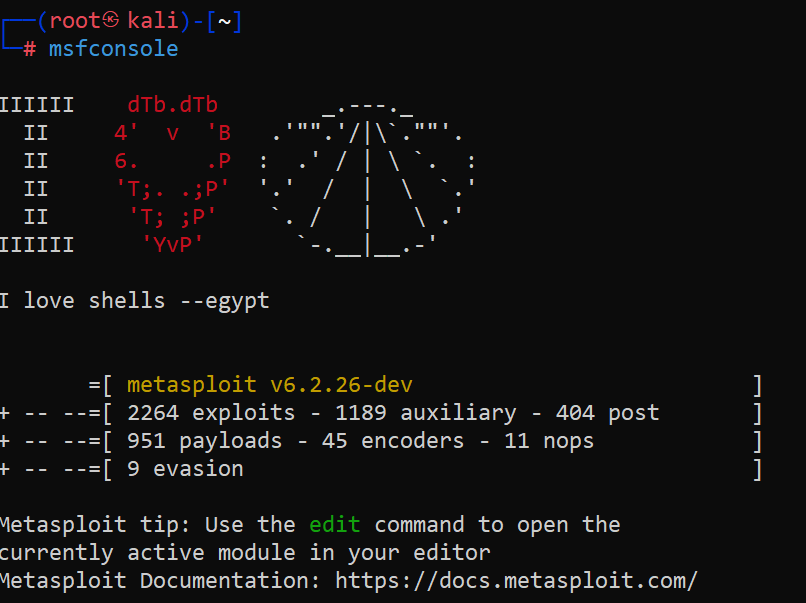 ┌──(root㉿kali)-[~]
└─# msfconsole
IIIIII    dTb.dTb        _.---._
  II     4'  v  'B   .'"".'/|\`.""'.
  II     6.     .P  :  .' / | \ `.  :
  II     'T;. .;P'  '.'  /  |  \  `.'
  II      'T; ;P'    `. /   |   \ .'
IIIIII     'YvP'       `-.__|__.-'
I love shells --egypt
       =[ metasploit v6.2.26-dev                          ]
+ -- --=[ 2264 exploits - 1189 auxiliary - 404 post       ]
+ -- --=[ 951 payloads - 45 encoders - 11 nops            ]
+ -- --=[ 9 evasion                                       ]
Metasploit tip: Use the edit command to open the
currently active module in your editor
Metasploit Documentation: https://docs.metasploit.com/